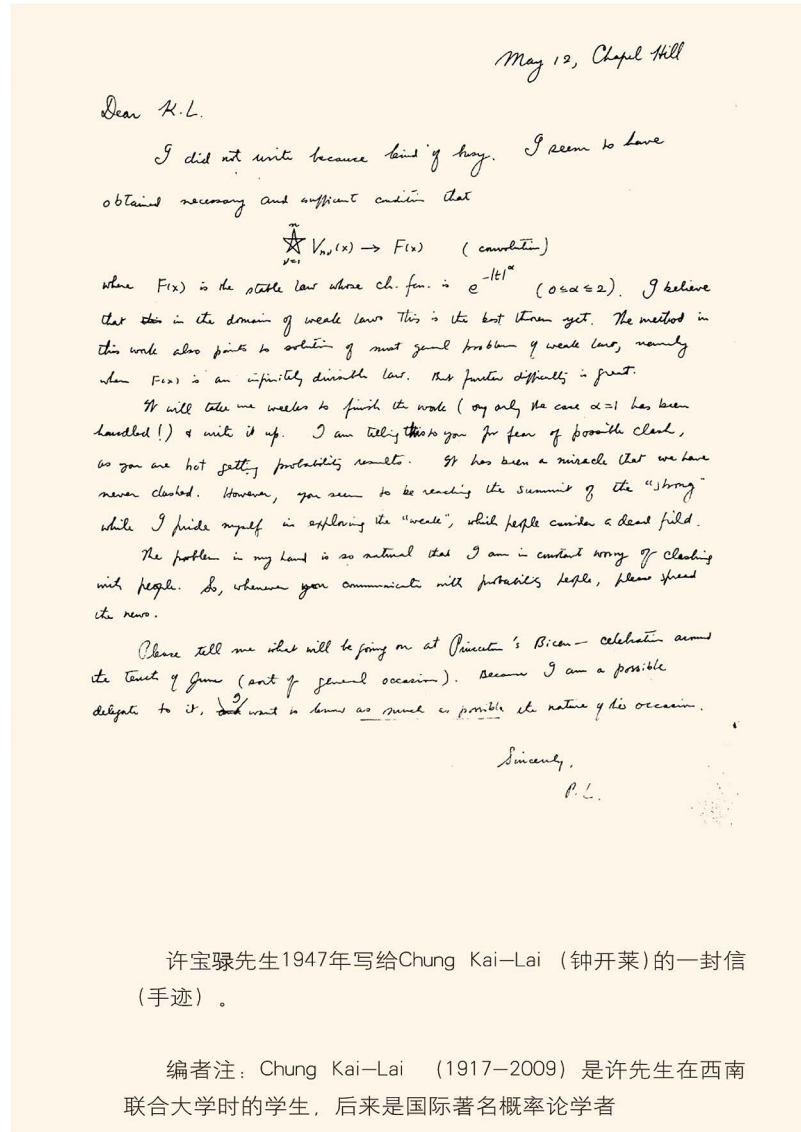 May 12, Chapel Hill
Dear K.L.
I did not write because kind of busy. I seem to have
obtained necessary and sufficient condition that
n
☆ Vnν(x) → F(x) (convolution)
ν=1
where F(x) is the stable law whose ch. fcn. is e^{-|t|^α} (0≤α≤2). I believe
that in the domain of weak laws This is the best theorem yet. The method in
this work also points to solution of most general problem of weak laws, namely
when F(x) is an infinitely divisible law. But further difficulty is great.
It will take me weeks to finish the work (only the case α=1 has been
handled!) & write it up. I am telling this to you for fear of possible clash,
as you are hot getting probability results. It has been a miracle that we have
never clashed. However, you seem to be reaching the summit of the "strong"
while I pride myself in exploring the "weak", which people consider a dead field.
The problem in my hand is so natural that I am in constant worry of clashing
with people. So, whenever you communicate with probability people, please spread
the news.
Please tell me what will be going on at Princeton's Bicen- celebration around
the tenth of June (sort of general occasion). Because I am a possible
delegate to it, I want to know as much as possible the nature of the occasion.
Sincerely,
P.L.
许宝騄先生1947年写给Chung Kai-Lai (钟开莱)的一封信
(手迹)。
编者注：Chung Kai-Lai (1917-2009) 是许先生在西南
联合大学时的学生，后来是国际著名概率论学者